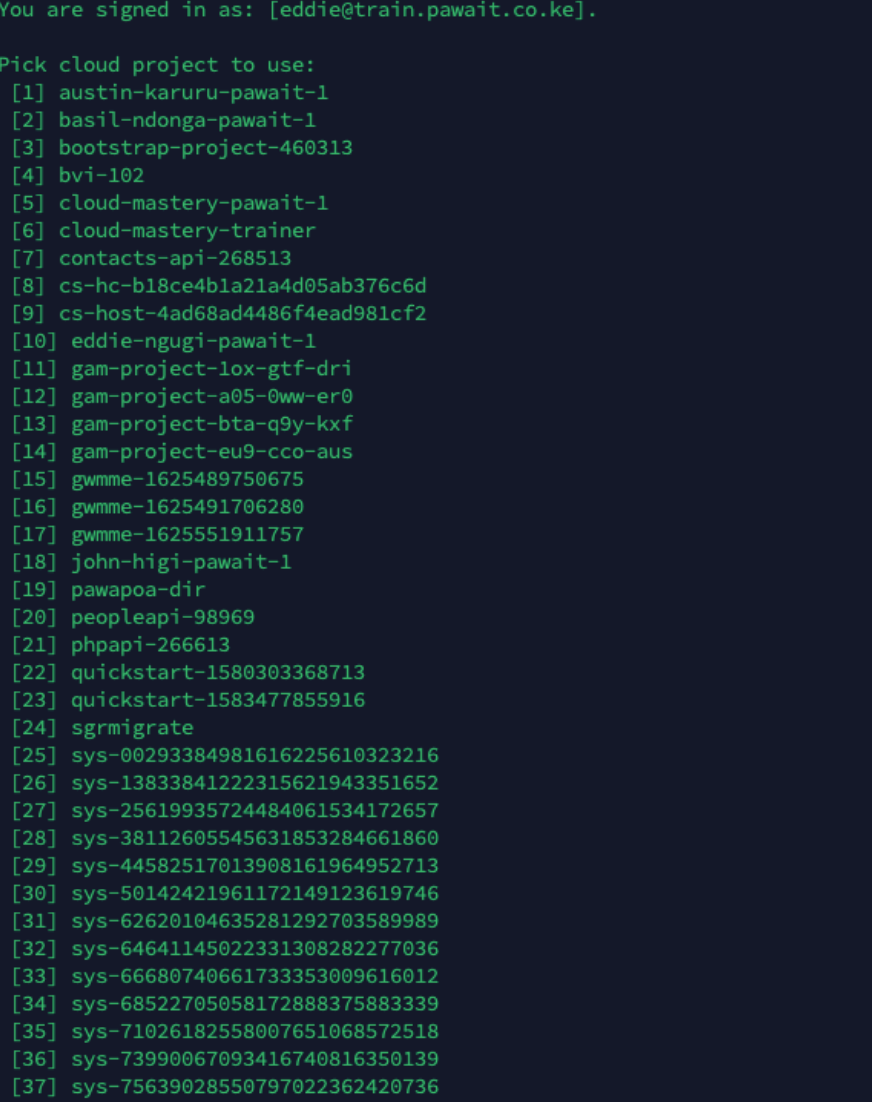 You are signed in as: [eddie@train.pawait.co.ke].
Pick cloud project to use:
[1] austin-karuru-pawait-1
[2] basil-ndonga-pawait-1
[3] bootstrap-project-460313
[4] bvi-102
[5] cloud-mastery-pawait-1
[6] cloud-mastery-trainer
[7] contacts-api-268513
[8] cs-hc-b18ce4b1a21a4d05ab376c6d
[9] cs-host-4ad68ad4486f4ead981cf2
[10] eddie-ngugi-pawait-1
[11] gam-project-1ox-gtf-dri
[12] gam-project-a05-0ww-er0
[13] gam-project-bta-q9y-kxf
[14] gam-project-eu9-cco-aus
[15] gwmme-1625489750675
[16] gwmme-1625491706280
[17] gwmme-1625551911757
[18] john-higi-pawait-1
[19] pawapoa-dir
[20] peopleapi-98969
[21] phpapi-266613
[22] quickstart-1580303368713
[23] quickstart-1583477855916
[24] sgrmigrate
[25] sys-00293384981616225610323216
[26] sys-13833841222315621943351652
[27] sys-25619935724484061534172657
[28] sys-38112605545631853284661860
[29] sys-44582517013908161964952713
[30] sys-50142421961172149123619746
[31] sys-62620104635281292703589989
[32] sys-64641145022331308282277036
[33] sys-66680740661733353009616012
[34] sys-68522705058172888375883339
[35] sys-71026182558007651068572518
[36] sys-73990067093416740816350139
[37] sys-75639028550797022362420736